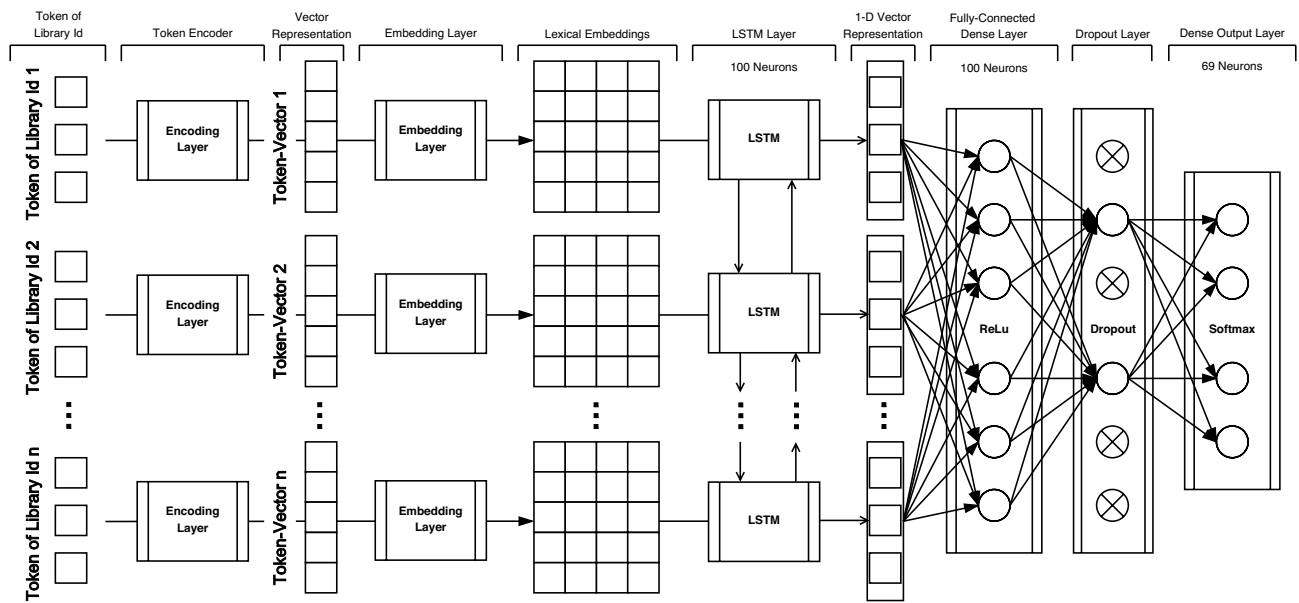 Token of
Library Id
Token Encoder
Vector
Representation
Embedding Layer
Lexical Embeddings
LSTM Layer
1-D Vector
Representation
Fully-Connected
Dense Layer
Dropout Layer
Dense Output Layer
100 Neurons
100 Neurons
69 Neurons
Token of Library Id 1
Encoding
Layer
Token-Vector 1
Embedding
Layer
LSTM
Token of Library Id 2
Encoding
Layer
Token-Vector 2
Embedding
Layer
LSTM
ReLu
Dropout
Softmax
Token of Library Id n
Encoding
Layer
Token-Vector n
Embedding
Layer
LSTM